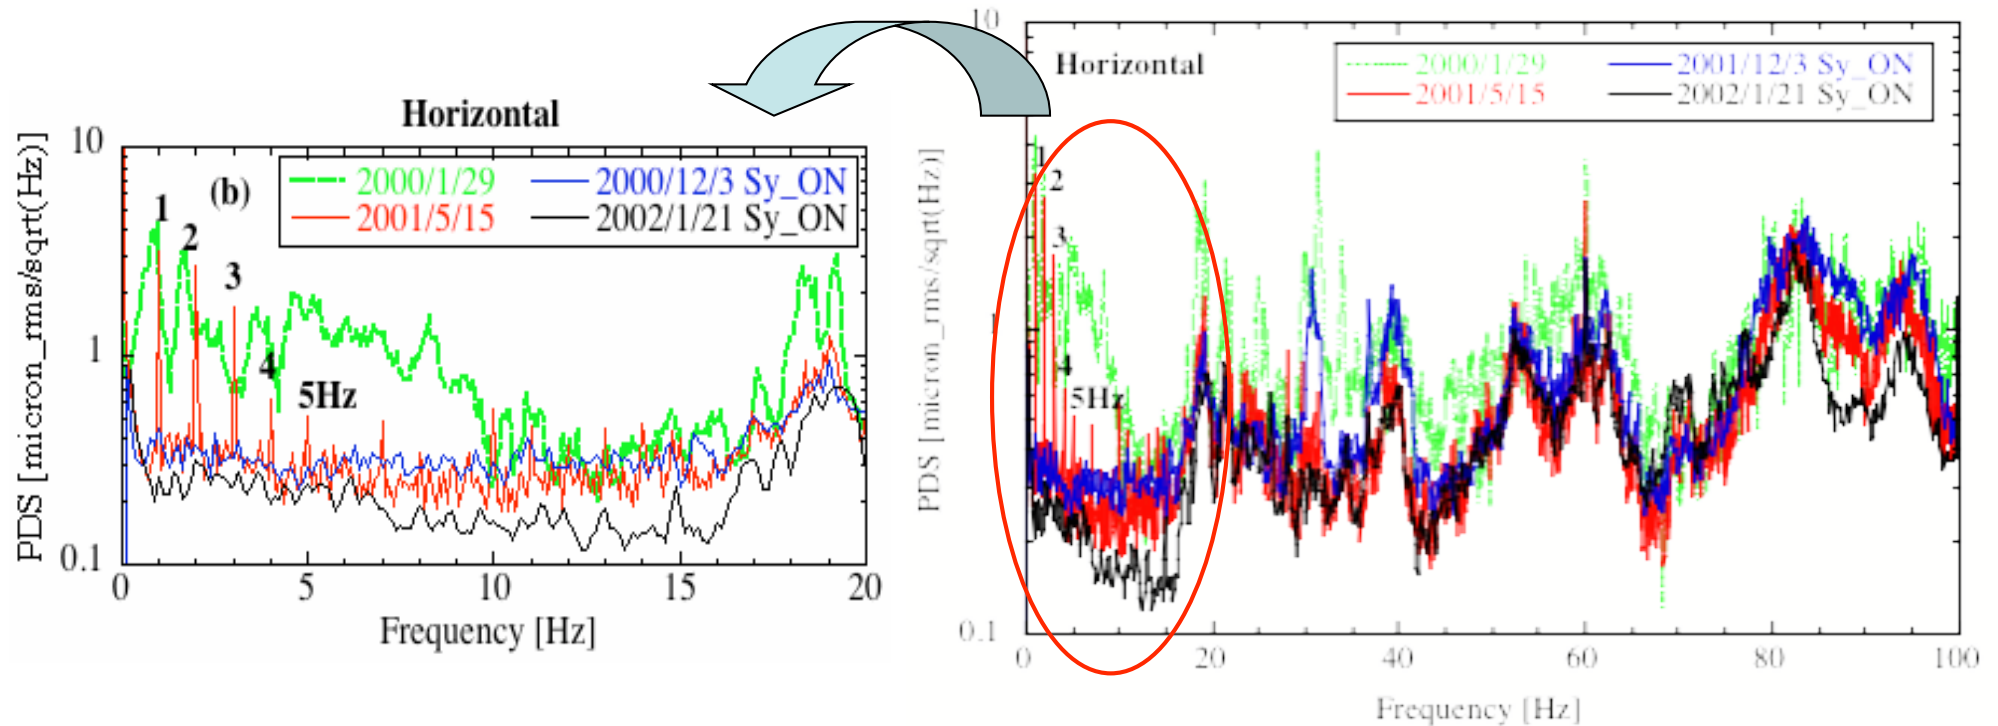 Horizontal
PDS [micron_rms/sqrt(Hz)]
10
1
0.1
(b)
2000/1/29
2000/12/3 Sy_ON
2001/5/15
2002/1/21 Sy_ON
1
2
3
4
5Hz
0
5
10
15
20
Frequency [Hz]
10
Horizontal
2000/1/29
2001/12/3 Sy_ON
2001/5/15
2002/1/21 Sy_ON
PDS [micron_rms/sqrt(Hz)]
1
2
3
4
5Hz
0.1
0
20
40
60
80
100
Frequency [Hz]